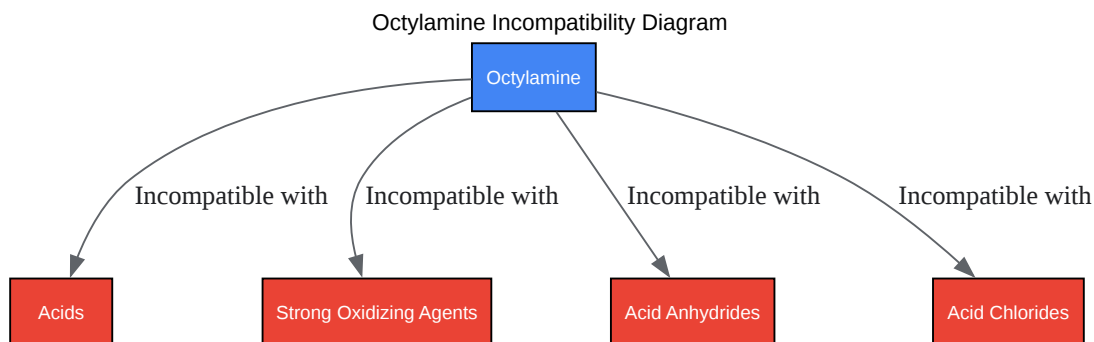 Octylamine Incompatibility Diagram
Octylamine
Incompatible with
Incompatible with
Incompatible with
Incompatible with
Acids
Strong Oxidizing Agents
Acid Anhydrides
Acid Chlorides